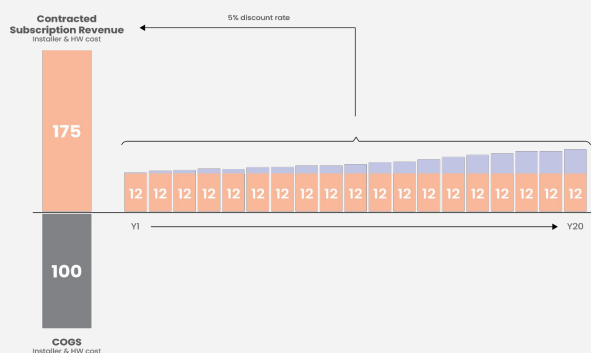 Contracted
Subscription Revenue
Installer & HW cost
5% discount rate
175
12 12 12 12 12 12 12 12 12 12 12 12 12 12 12 12 12 12 12
Y1
Y20
100
COGS
Installer & HW cost